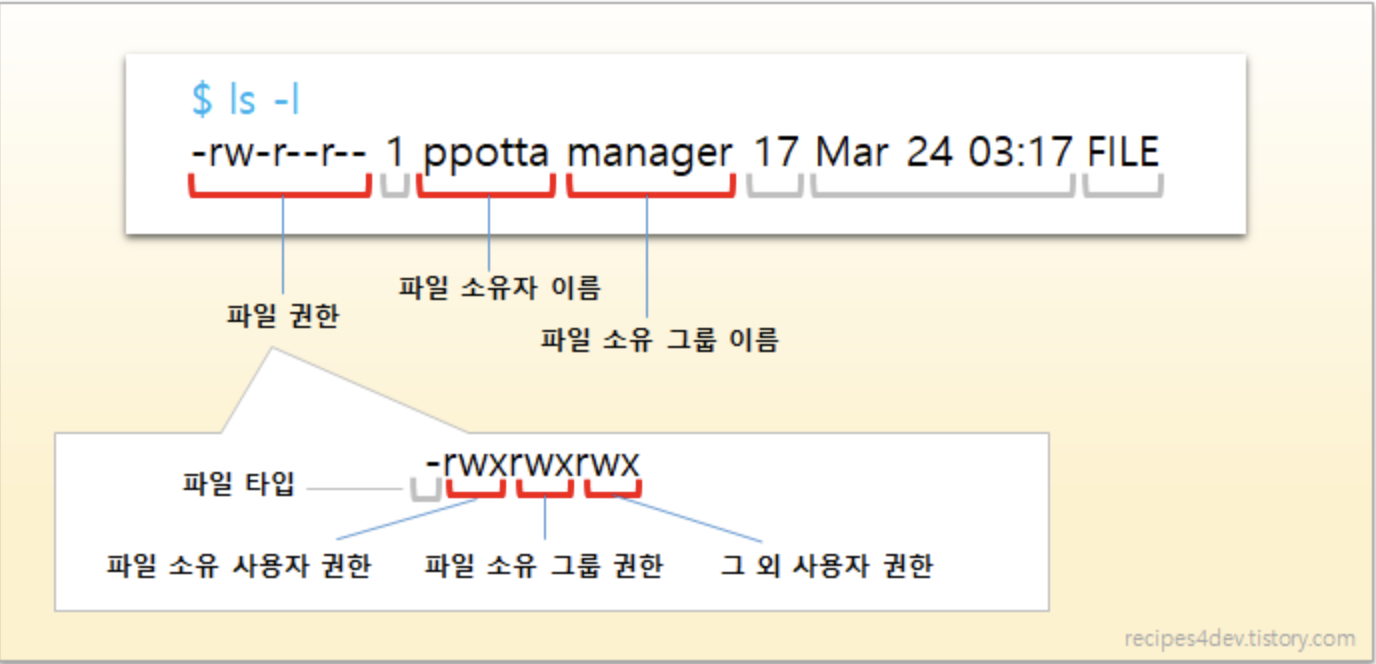 $ ls -l
-rw-r--r-- 1 ppotta manager 17 Mar 24 03:17 FILE
파일 소유자 이름
파일 권한
파일 소유 그룹 이름
-rwxrwxrwx
파일 타입
파일 소유 사용자 권한 파일 소유 그룹 권한 그 외 사용자 권한
recipes4dev.tistory.com